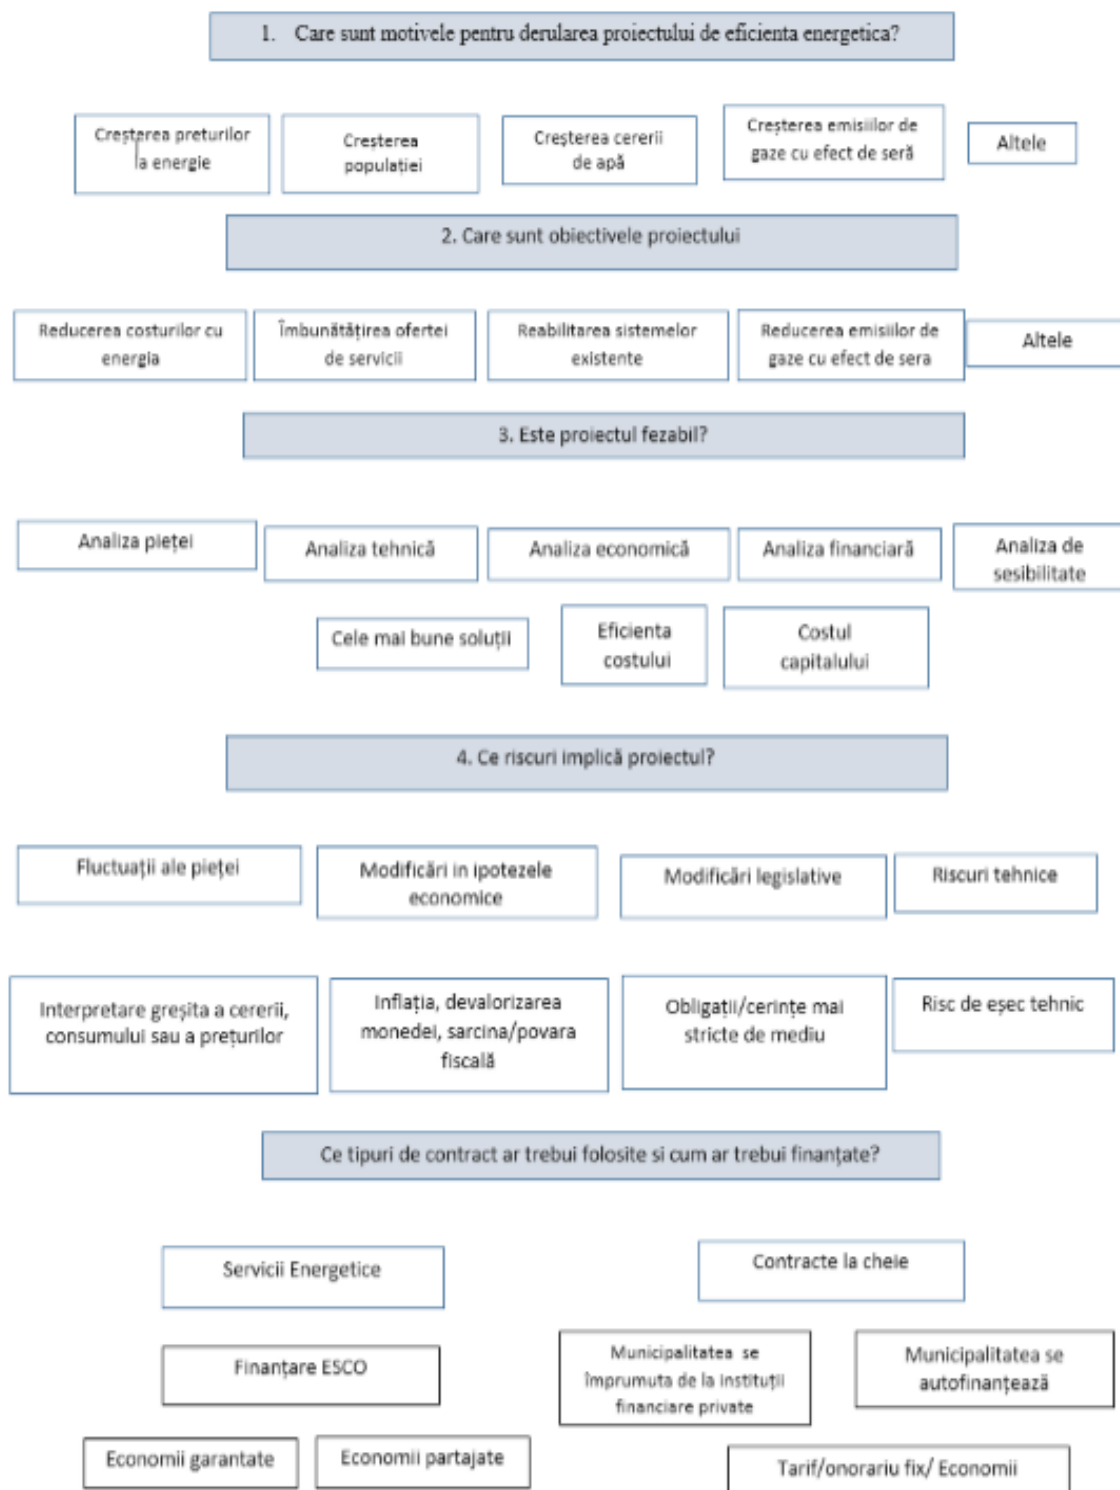 1. Care sunt motivele pentru derularea proiectului de eficienta energetica?
Creșterea preturilor
la energie
Creșterea
populației
Creșterea cererii
de apă
Creșterea emisiilor de
gaze cu efect de seră
Altele
2. Care sunt obiectivele proiectului
Reducerea costurilor cu
energia
Îmbunătățirea ofertei
de servicii
Reabilitarea sistemelor
existente
Reducerea emisiilor de
gaze cu efect de sera
Altele
3. Este proiectul fezabil?
Analiza pieței
Analiza tehnică
Analiza economică
Analiza financiară
Analiza de
sesibilitate
Cele mai bune soluții
Eficienta
costului
Costul
capitalului
4. Ce riscuri implică proiectul?
Fluctuații ale pieței
Modificări in ipotezele
economice
Modificări legislative
Riscuri tehnice
Interpretare greșita a cererii,
consumului sau a prețurilor
Inflația, devalorizarea
monedei, sarcina/povara
fiscală
Obligații/cerințe mai
stricte de mediu
Risc de eșec tehnic
Ce tipuri de contract ar trebui folosite si cum ar trebui finanțate?
Servicii Energetice
Contracte la cheie
Finanțare ESCO
Municipalitatea se
împrumuta de la instituții
financiare private
Municipalitatea se
autofinanțează
Economii garantate
Economii partajate
Tarif/onorariu fix/ Economii